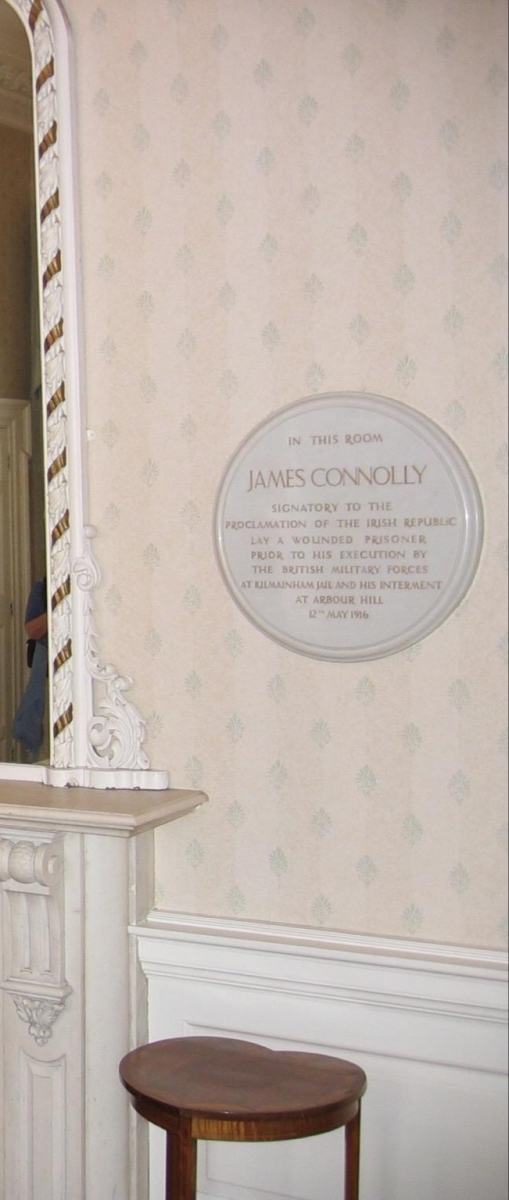 IN THIS ROOM
JAMES CONNOLLY
SIGNATORY TO THE
PROCLAMATION OF THE IRISH REPUBLIC
LAY A WOUNDED PRISONER
PRIOR TO HIS EXECUTION BY
THE BRITISH MILITARY FORCES
AT KILMAINHAM JAIL AND HIS INTERMENT
AT ARBOUR HILL
12TH MAY 1916